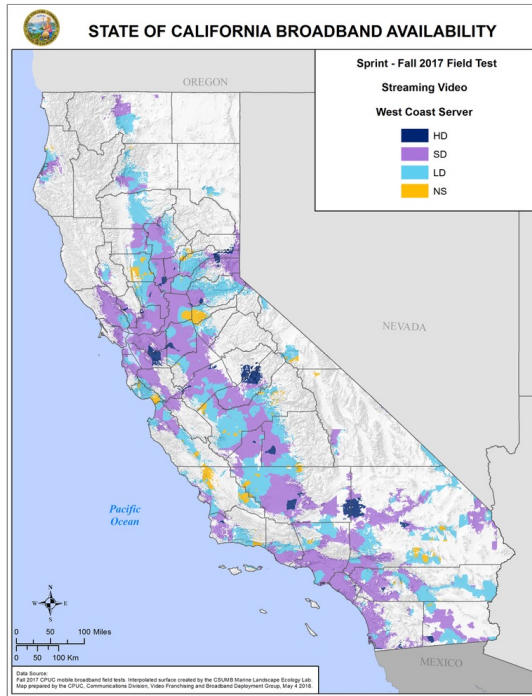 STATE OF CALIFORNIA BROADBAND AVAILABILITY
OREGON
Sprint - Fall 2017 Field Test
Streaming Video
West Coast Server
HD
SD
LD
NS
NEVADA
Pacific
Ocean
N
W E
S
0 50 100 Miles
0 50 100 Km
MEXICO
Data Source:
Fall 2017 CPUC mobile broadband field tests. Interpolated surface created by the CSUMB Marine Landscape Ecology Lab.
Map prepared by the CPUC, Communications Division, Video Franchising and Broadband Deployment Group, May 4 2018.